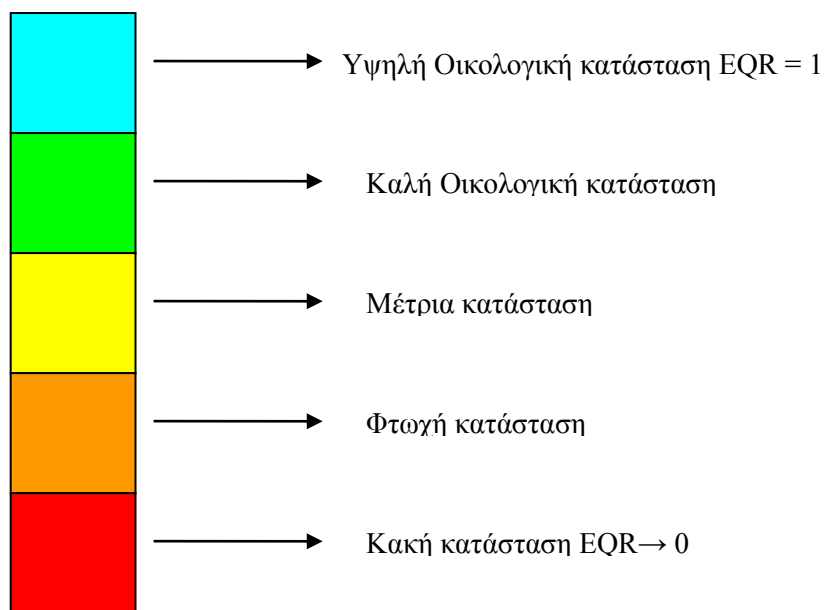 Υψηλή Οικολογική κατάσταση EQR = 1
Καλή Οικολογική κατάσταση
Μέτρια κατάσταση
Φτωχή κατάσταση
Κακή κατάσταση EQR→ 0